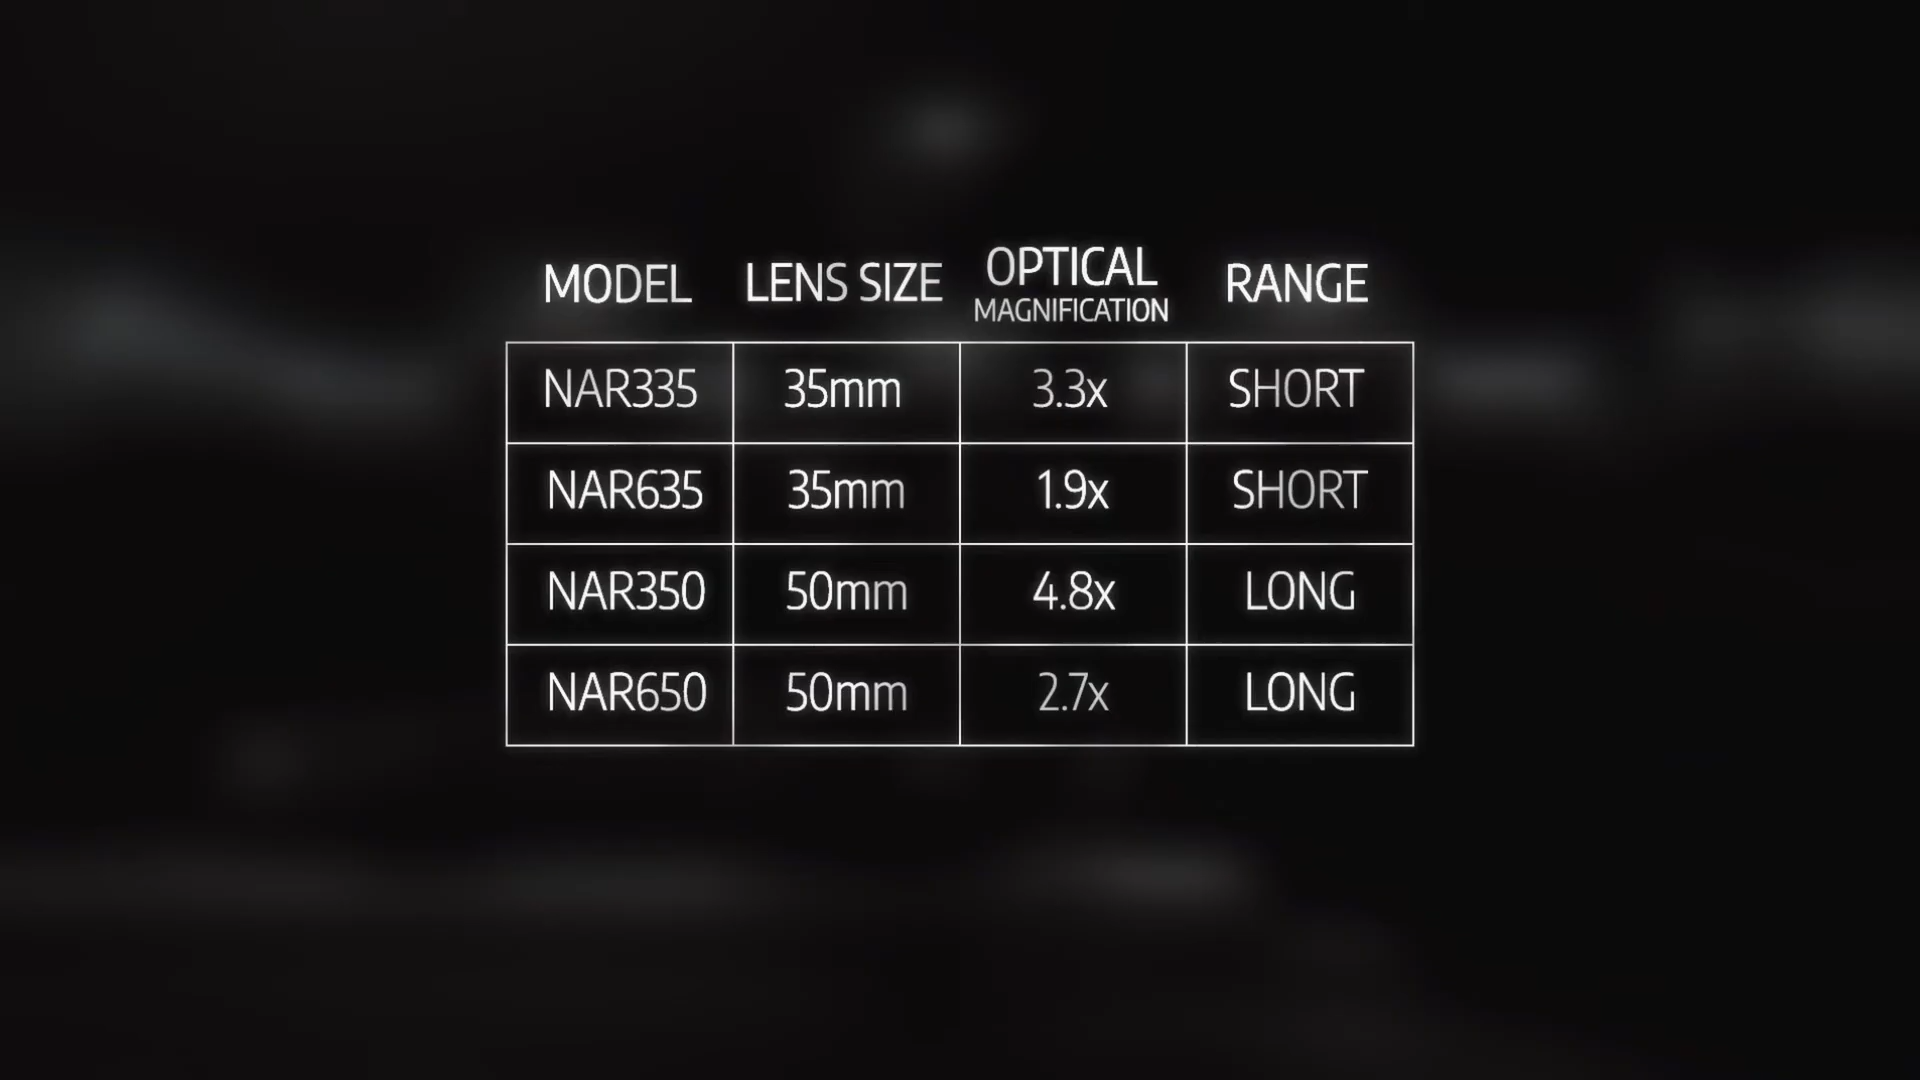 MODEL LENS SIZE OPTICAL MAGNIFICATION RANGE
NAR335 35mm 3.3x SHORT
NAR635 35mm 1.9x SHORT
NAR350 50mm 4.8x LONG
NAR650 50mm 2.7x LONG